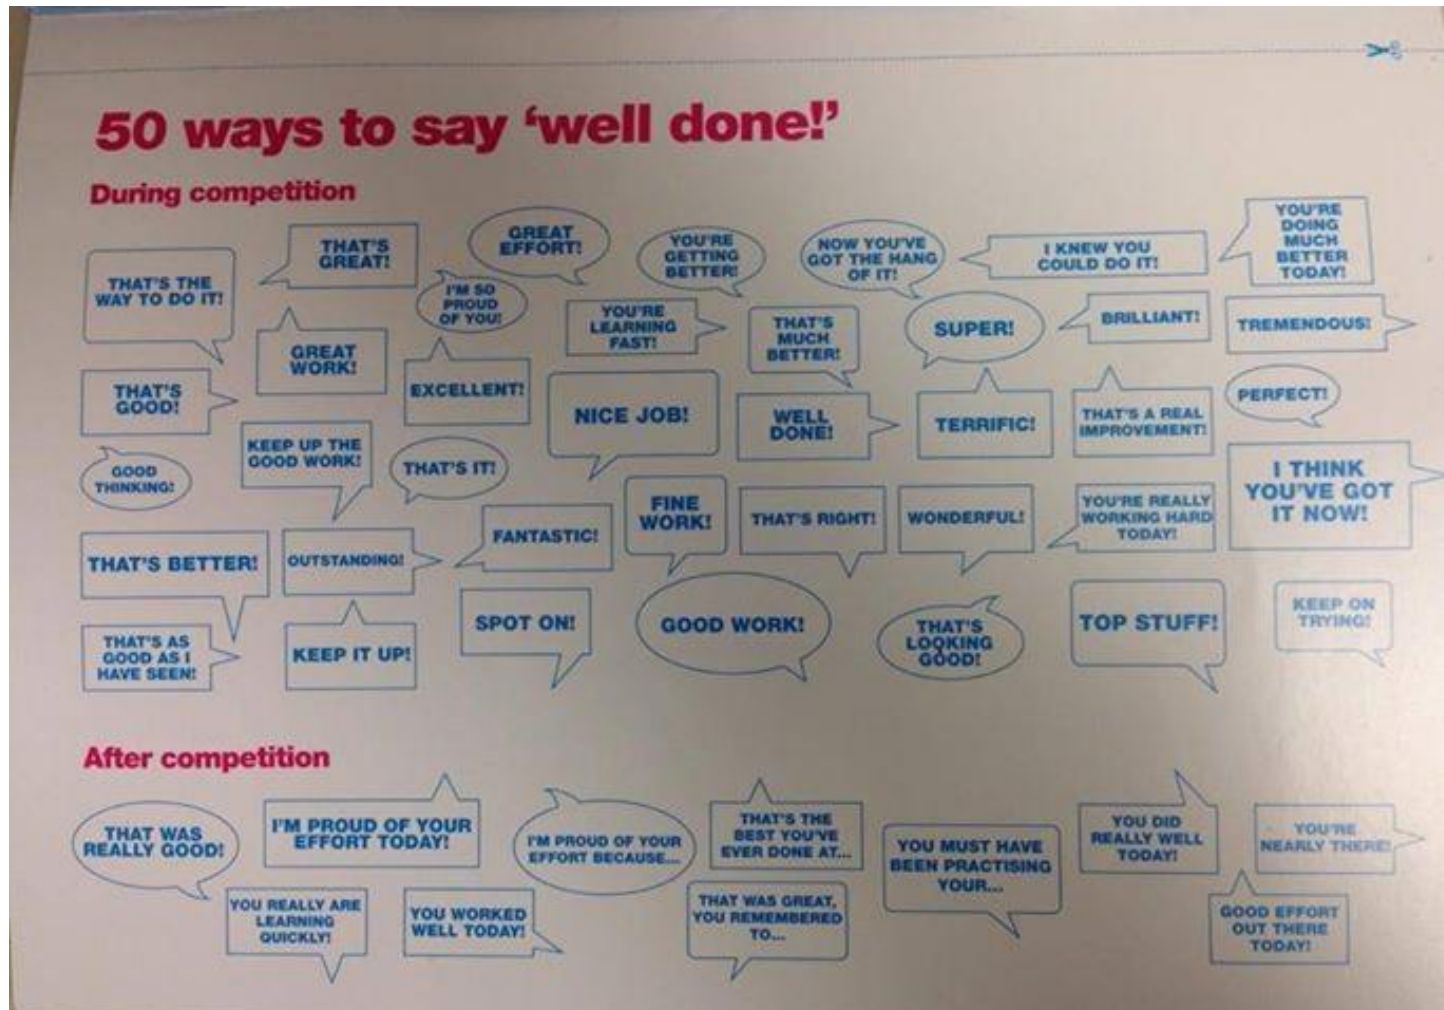 50 ways to say ‘well done!’
During competition
THAT'S THE
WAY TO DO IT!
THAT'S
GREAT!
GREAT
EFFORT!
I'M SO
PROUD
OF YOU!
YOU'RE
GETTING
BETTER!
NOW YOU'VE
GOT THE HANG
OF IT!
I KNEW YOU
COULD DO IT!
YOU'RE
DOING
MUCH
BETTER
TODAY!
GREAT
WORK!
YOU'RE
LEARNING
FAST!
THAT'S
MUCH
BETTER!
SUPER!
BRILLIANT!
TREMENDOUS!
THAT'S
GOOD!
EXCELLENT!
NICE JOB!
WELL
DONE!
TERRIFIC!
THAT'S A REAL
IMPROVEMENT!
PERFECT!
GOOD
THINKING!
KEEP UP THE
GOOD WORK!
THAT'S IT!
FINE
WORK!
THAT'S RIGHT!
WONDERFUL!
YOU'RE REALLY
WORKING HARD
TODAY!
I THINK
YOU'VE GOT
IT NOW!
THAT'S BETTER!
OUTSTANDING!
FANTASTIC!
THAT'S AS
GOOD AS I
HAVE SEEN!
KEEP IT UP!
SPOT ON!
GOOD WORK!
THAT'S
LOOKING
GOOD!
TOP STUFF!
KEEP ON
TRYING!
After competition
THAT WAS
REALLY GOOD!
I'M PROUD OF YOUR
EFFORT TODAY!
I'M PROUD OF YOUR
EFFORT BECAUSE...
THAT'S THE
BEST YOU'VE
EVER DONE AT...
YOU MUST HAVE
BEEN PRACTISING
YOUR...
YOU DID
REALLY WELL
TODAY!
YOU'RE
NEARLY THERE!
YOU REALLY ARE
LEARNING
QUICKLY!
YOU WORKED
WELL TODAY!
THAT WAS GREAT,
YOU REMEMBERED
TO...
GOOD EFFORT
OUT THERE
TODAY!